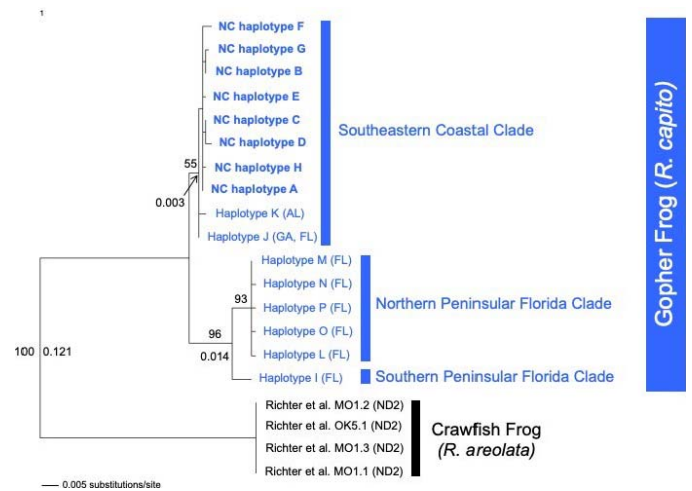 1
NC haplotype F
NC haplotype G
NC haplotype B
NC haplotype E
NC haplotype C
NC haplotype D
NC haplotype H
NC haplotype A
Haplotype K (AL)
Haplotype J (GA, FL)
Southeastern Coastal Clade
55
0.003
Haplotype M (FL)
Haplotype N (FL)
Haplotype P (FL)
Haplotype O (FL)
Haplotype L (FL)
Northern Peninsular Florida Clade
93
96
0.014
Haplotype I (FL)
Southern Peninsular Florida Clade
Gopher Frog (R. capito)
100 0.121
Richter et al. MO1.2 (ND2)
Richter et al. OK5.1 (ND2)
Richter et al. MO1.3 (ND2)
Richter et al. MO1.1 (ND2)
Crawfish Frog
(R. areolata)
0.005 substitutions/site